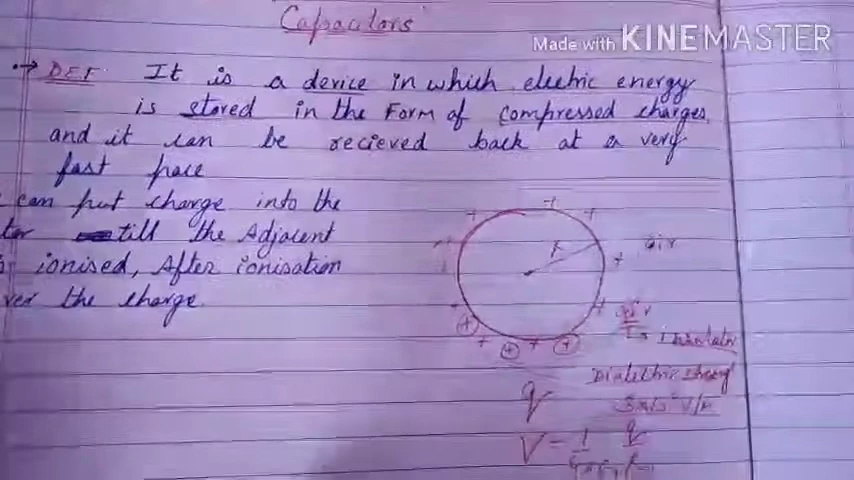 Capacitors
Made with KINEMASTER
DEF It is a device in which electric energy
is stored in the Form of compressed charges
and it can be recieved back at a very
fast pace
can put charge into the
till the Adjacent
ionised, After ionisation
the charge.
+ + +
r air
+ +
air
+ + + + +
Insulator
Dielectric
q
V = 1 q